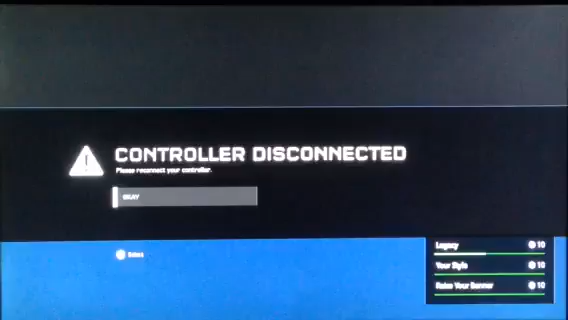 CONTROLLER DISCONNECTED
Please reconnect your controller.
OKAY
Select
Legacy 10
Your Style 10
Raise Your Banner 10